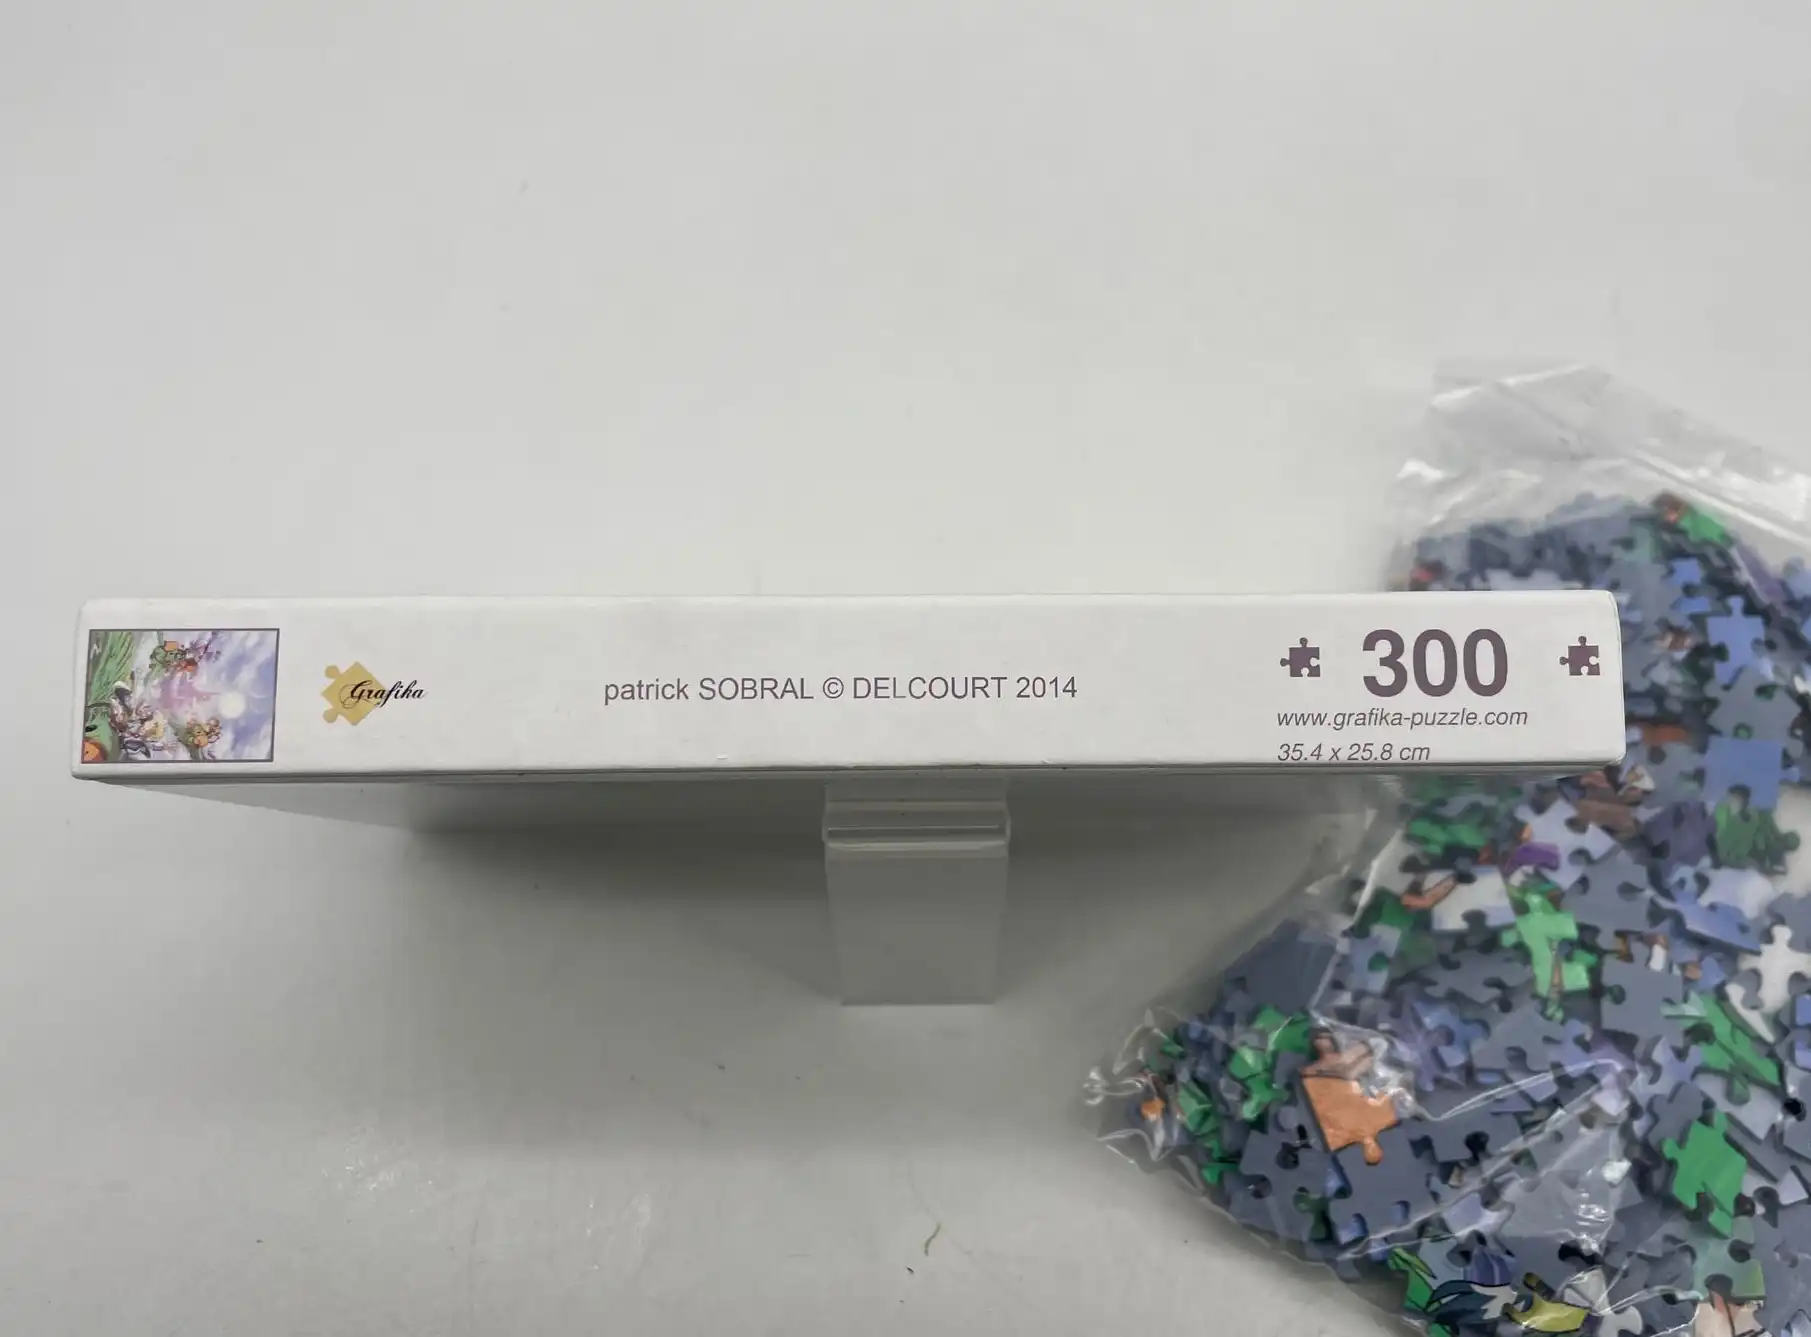 Grafika
patrick SOBRAL © DELCOURT 2014
300
www.grafika-puzzle.com
35.4 x 25.8 cm